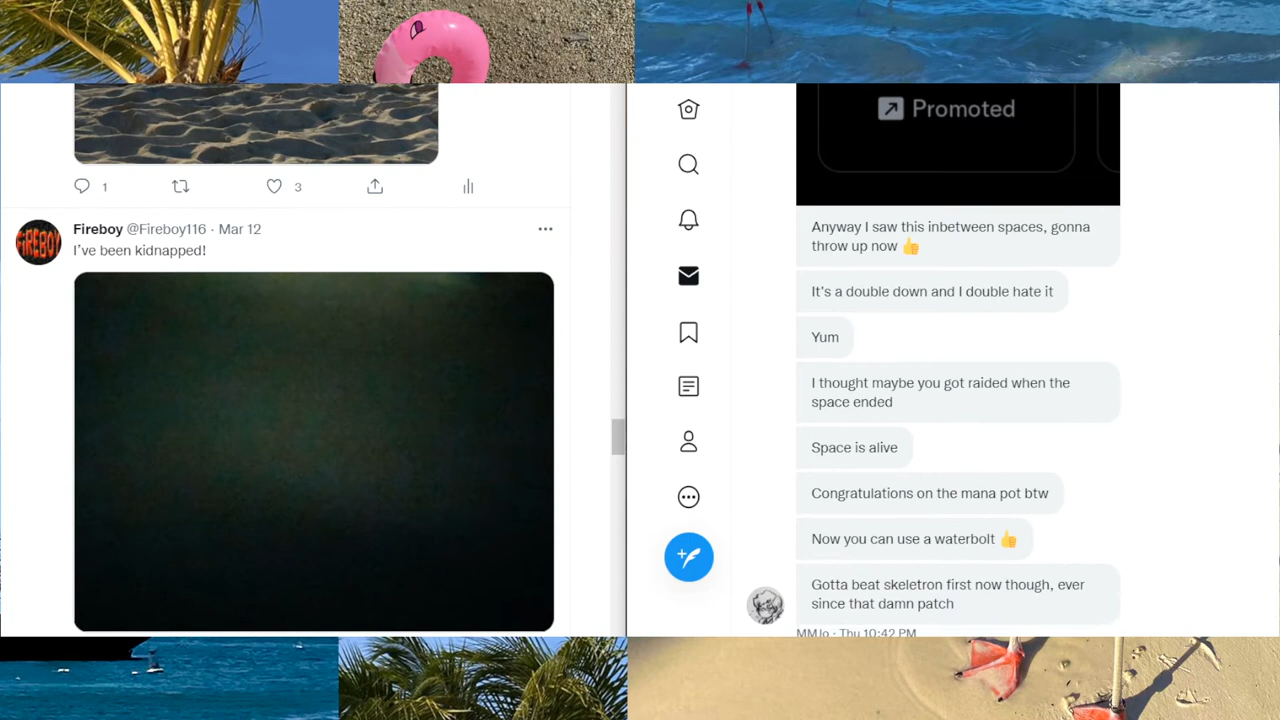 1
3
Fireboy @Fireboy116 · Mar 12
I've been kidnapped!
FIREBOY
Promoted
Anyway I saw this inbetween spaces, gonna
throw up now 👍
It's a double down and I double hate it
Yum
I thought maybe you got raided when the
space ended
Space is alive
Congratulations on the mana pot btw
Now you can use a waterbolt 👍
Gotta beat skeletron first now though, ever
since that damn patch
MMJo · Thu 10:42 PM